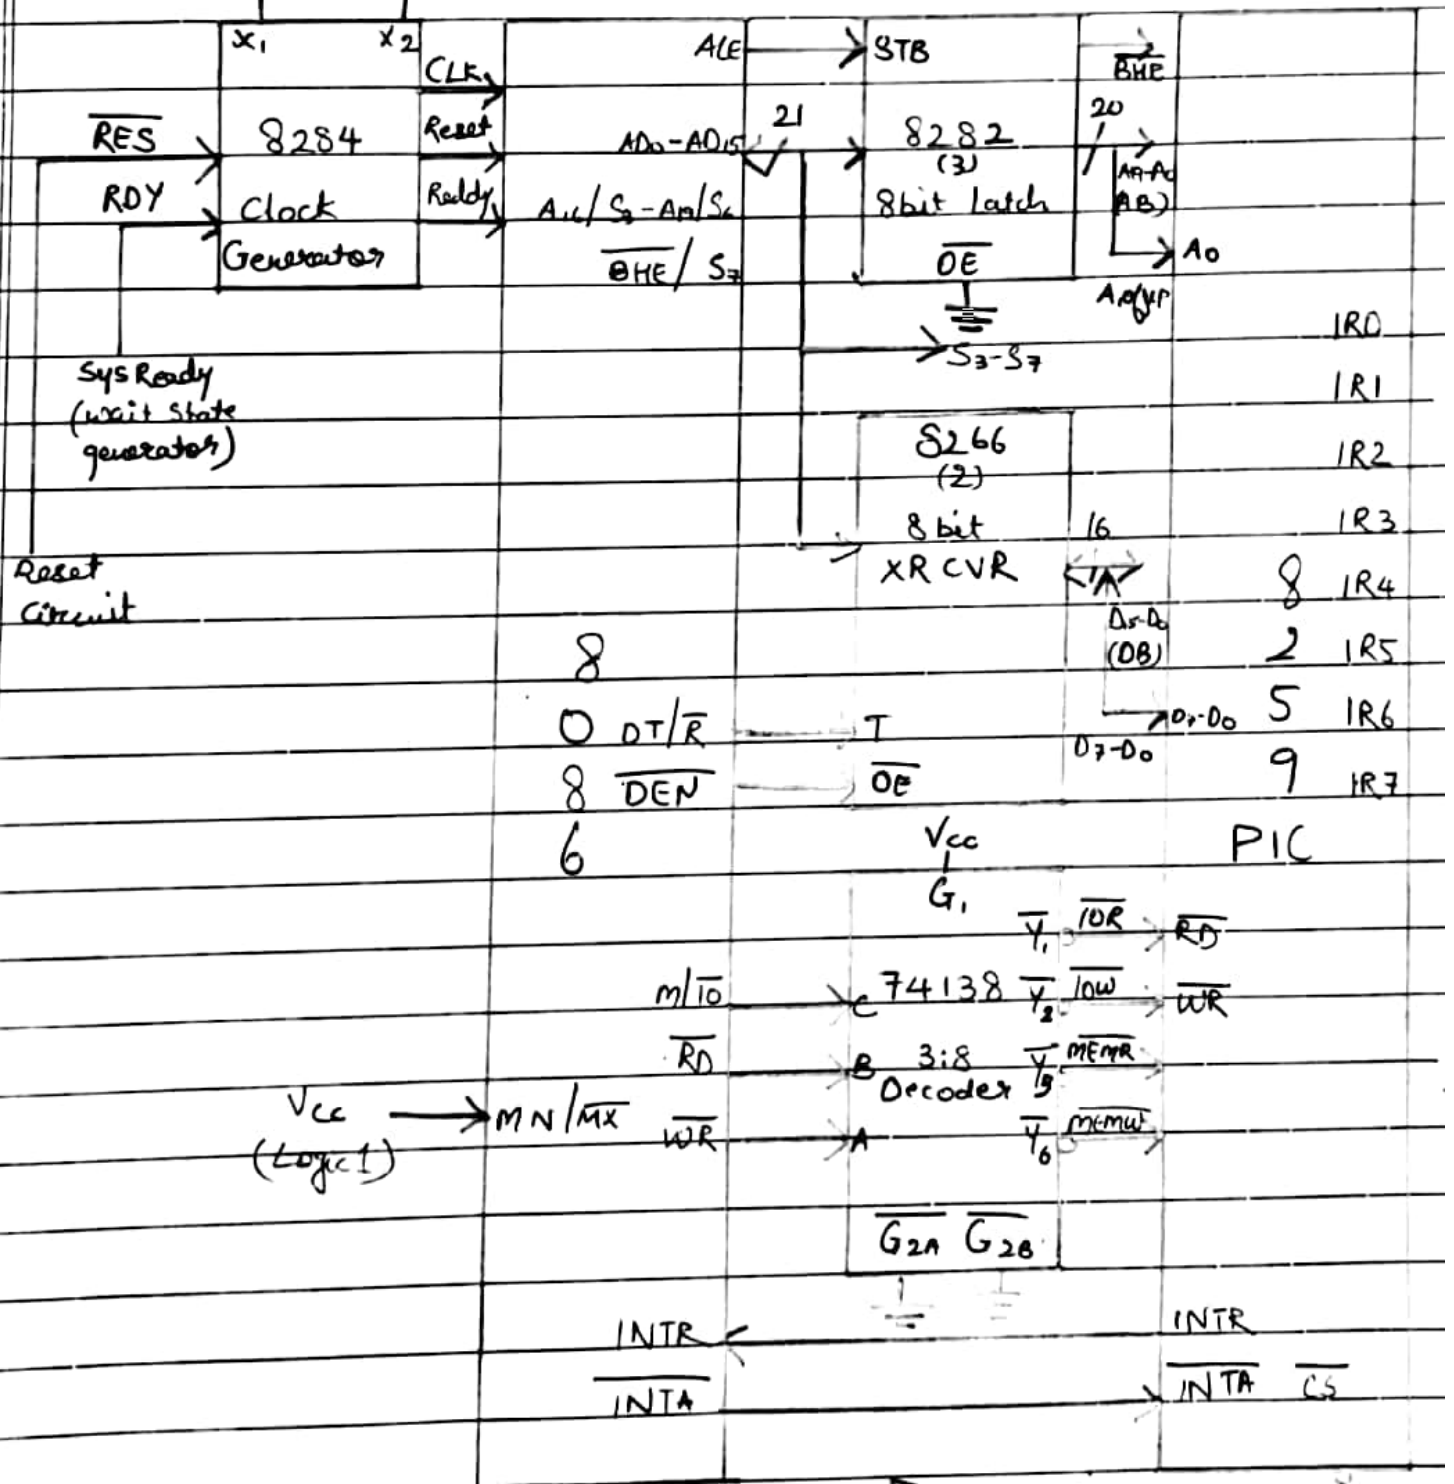 X1 X2
CLK
RES
8284
Reset
RDY
Clock
Ready
Generator
Sys Ready
(wait state
generator)
Reset
Circuit
ALE
AD0-AD15
A16/S3-A19/S6
BHE/S7
21
STB
8282
(3)
8bit Latch
OE
S3-S7
BHE
20
(AB)
A0
8266
(2)
8 bit
XRCVR
16
(DB)
D7-D0
D7-D0
8
0
8
6
DT/R
DEN
T
OE
Vcc
G1
M/IO
C
74138
RD
B
3:8
Decoder
WR
A
Y1
IOR
RD
Y2
IOW
WR
Y5
MEMR
Y6
MEMW
G2A G2B
Vcc
(Logic 1)
MN/MX
INTR
INTR
INTA
INTA CS
IR0
IR1
IR2
IR3
8 IR4
2 IR5
5 IR6
9 IR7
PIC